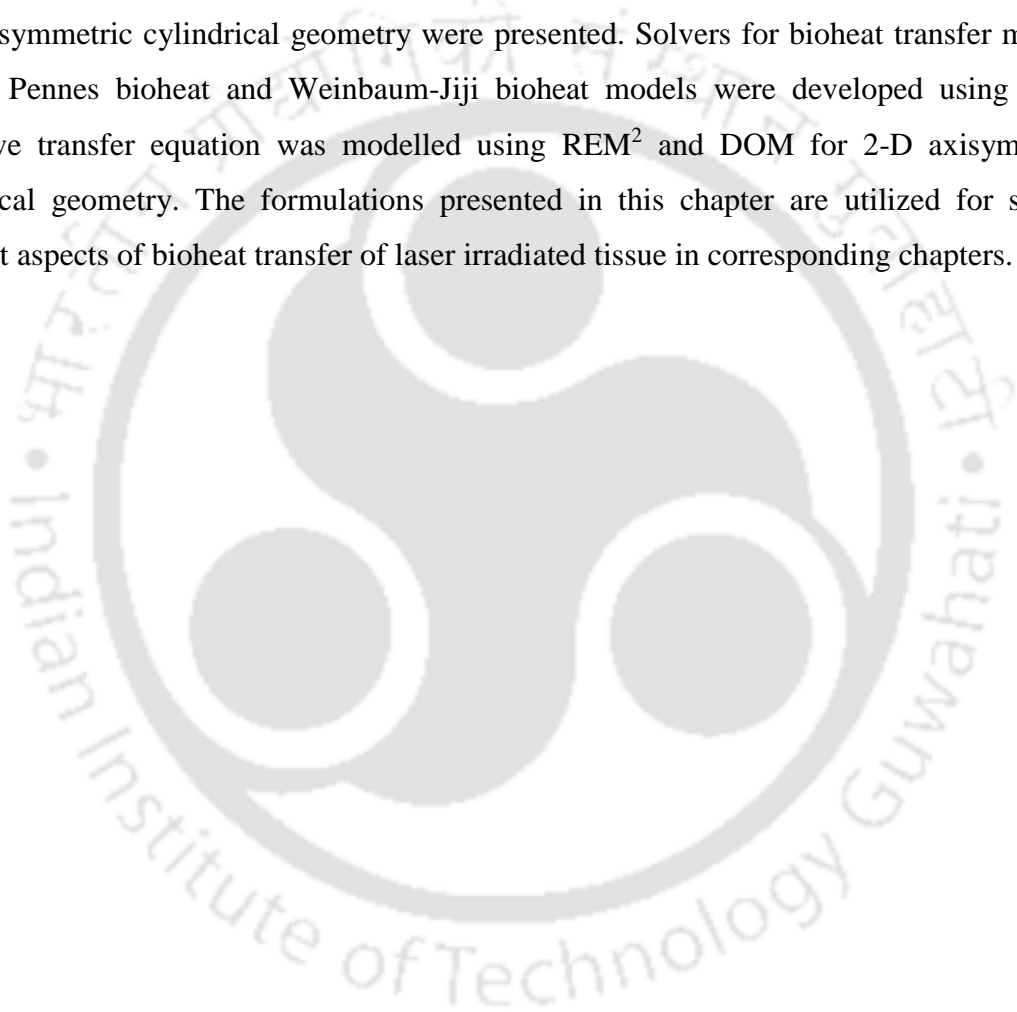 symmetric cylindrical geometry were presented. Solvers for bioheat transfer m
Pennes bioheat and Weinbaum-Jiji bioheat models were developed using
ve transfer equation was modelled using REM² and DOM for 2-D axisym
cal geometry. The formulations presented in this chapter are utilized for s
t aspects of bioheat transfer of laser irradiated tissue in corresponding chapters.
Indian Institute of Technology Guwahati